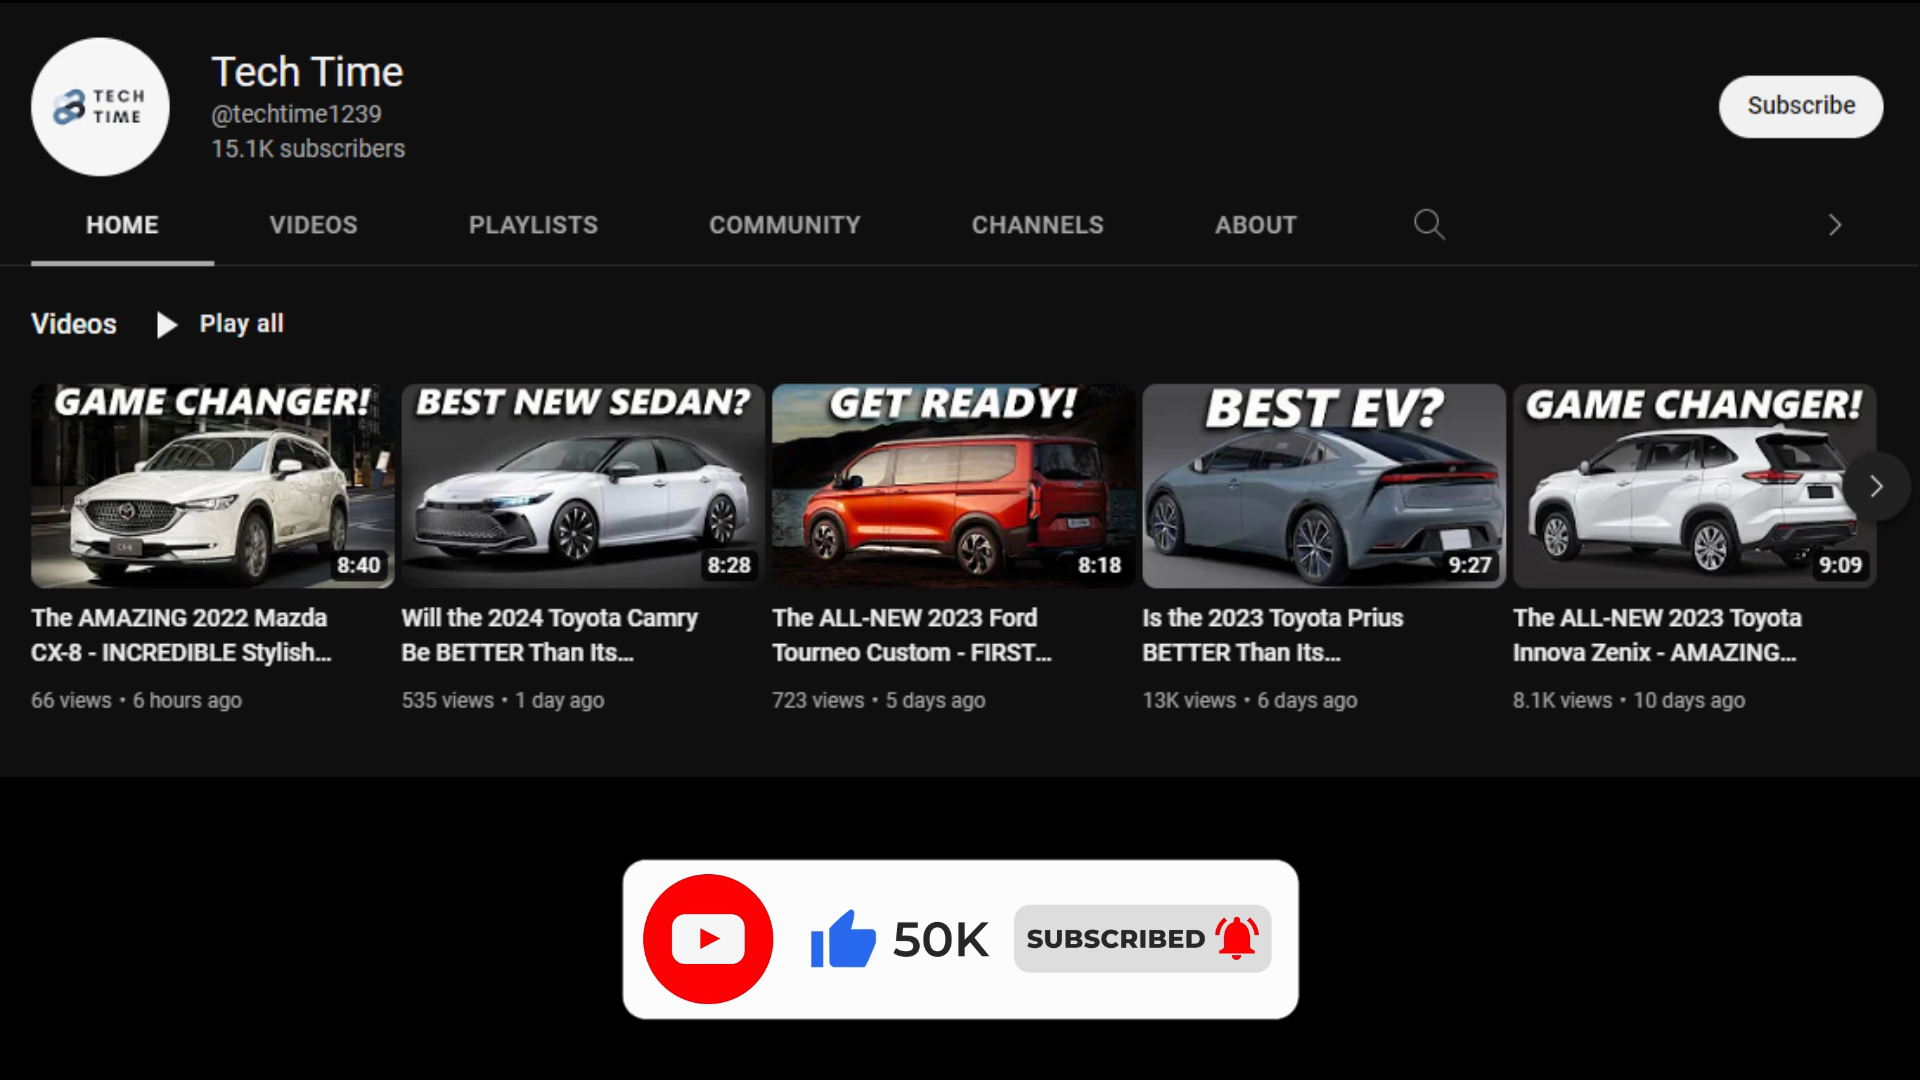 TECH
TIME
Tech Time
@techtime1239
15.1K subscribers
Subscribe
HOME
VIDEOS
PLAYLISTS
COMMUNITY
CHANNELS
ABOUT
Videos
Play all
GAME CHANGER!
8:40
The AMAZING 2022 Mazda
CX-8 - INCREDIBLE Stylish...
66 views • 6 hours ago
BEST NEW SEDAN?
8:28
Will the 2024 Toyota Camry
Be BETTER Than Its...
535 views • 1 day ago
GET READY!
8:18
The ALL-NEW 2023 Ford
Tourneo Custom - FIRST...
723 views • 5 days ago
BEST EV?
9:27
Is the 2023 Toyota Prius
BETTER Than Its...
13K views • 6 days ago
GAME CHANGER!
9:09
The ALL-NEW 2023 Toyota
Innova Zenix - AMAZING...
8.1K views • 10 days ago
50K
SUBSCRIBED